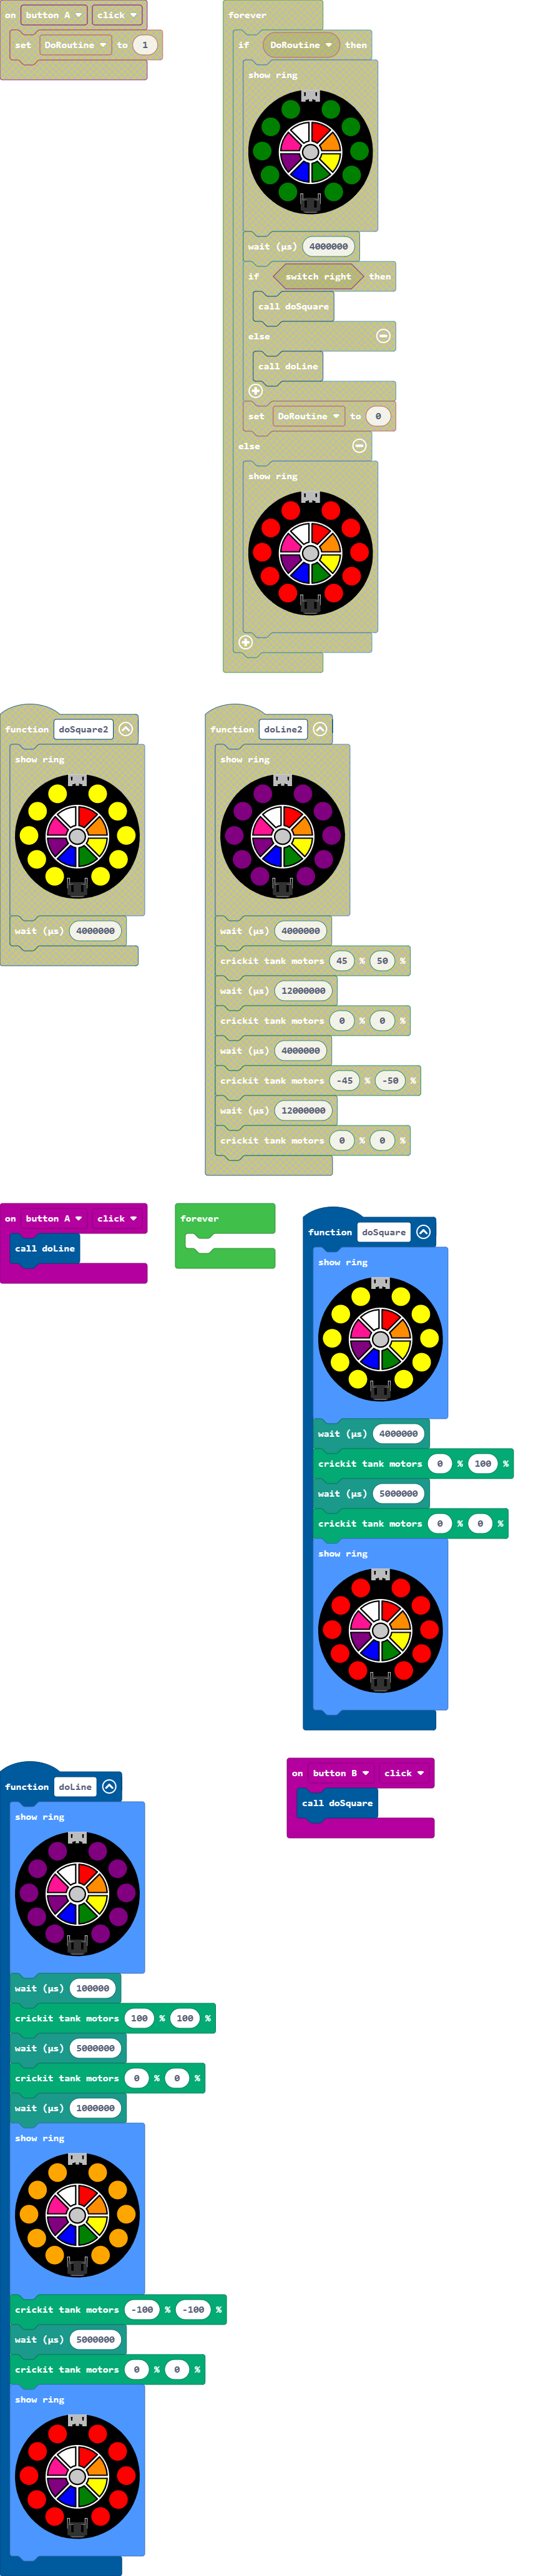 on button A click
set DoRoutine to 1
forever
if DoRoutine then
show ring
wait (µs) 4000000
if switch right then
call doSquare
else
call doLine
set DoRoutine to 0
else
show ring
function doSquare2
show ring
wait (µs) 4000000
function doLine2
show ring
wait (µs) 4000000
crickit tank motors 45 % 50 %
wait (µs) 12000000
crickit tank motors 0 % 0 %
wait (µs) 4000000
crickit tank motors -45 % -50 %
wait (µs) 12000000
crickit tank motors 0 % 0 %
on button A click
call doLine
forever
function doSquare
show ring
wait (µs) 4000000
crickit tank motors 0 % 100 %
wait (µs) 5000000
crickit tank motors 0 % 0 %
show ring
function doLine
show ring
wait (µs) 100000
crickit tank motors 100 % 100 %
wait (µs) 5000000
crickit tank motors 0 % 0 %
wait (µs) 1000000
show ring
crickit tank motors -100 % -100 %
wait (µs) 5000000
crickit tank motors 0 % 0 %
show ring
on button B click
call doSquare